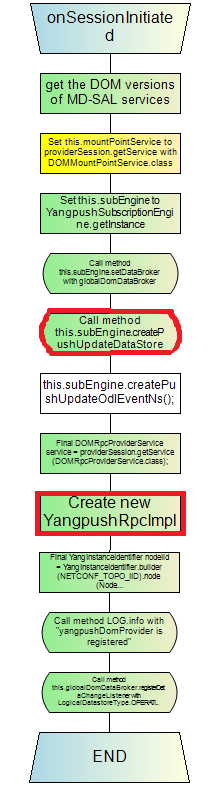 onSessionInitiate
d
get the DOM versions
of MD-SAL services
Set this.mountPointService to
providerSession.getService with
DOMMountPointService.class
Set this.subEngine to
YangpushSubscriptionEngi
ne.getInstance
Call method
this.subEngine.setDataBroker
with globalDomDataBroker
Call method
this.subEngine.createP
ushUpdateDataStore
this.subEngine.createPu
shUpdateOdlEventNs();
Final DOMRpcProviderService
service = providerSession.getService
(DOMRpcProviderService.class);
Create new
YangpushRpcImpl
Final YangInstanceIdentifier nodeIid
= YangInstanceIdentifier.builder
(NETCONF_TOPO_IID).node
(Node...
Call method LOG.info with
"yangpushDomProvider is
registered"
Call method
this.globalDomDataBroker.registerDat
aChangeListener with
LogicalDatastoreType.OPERATI...
END